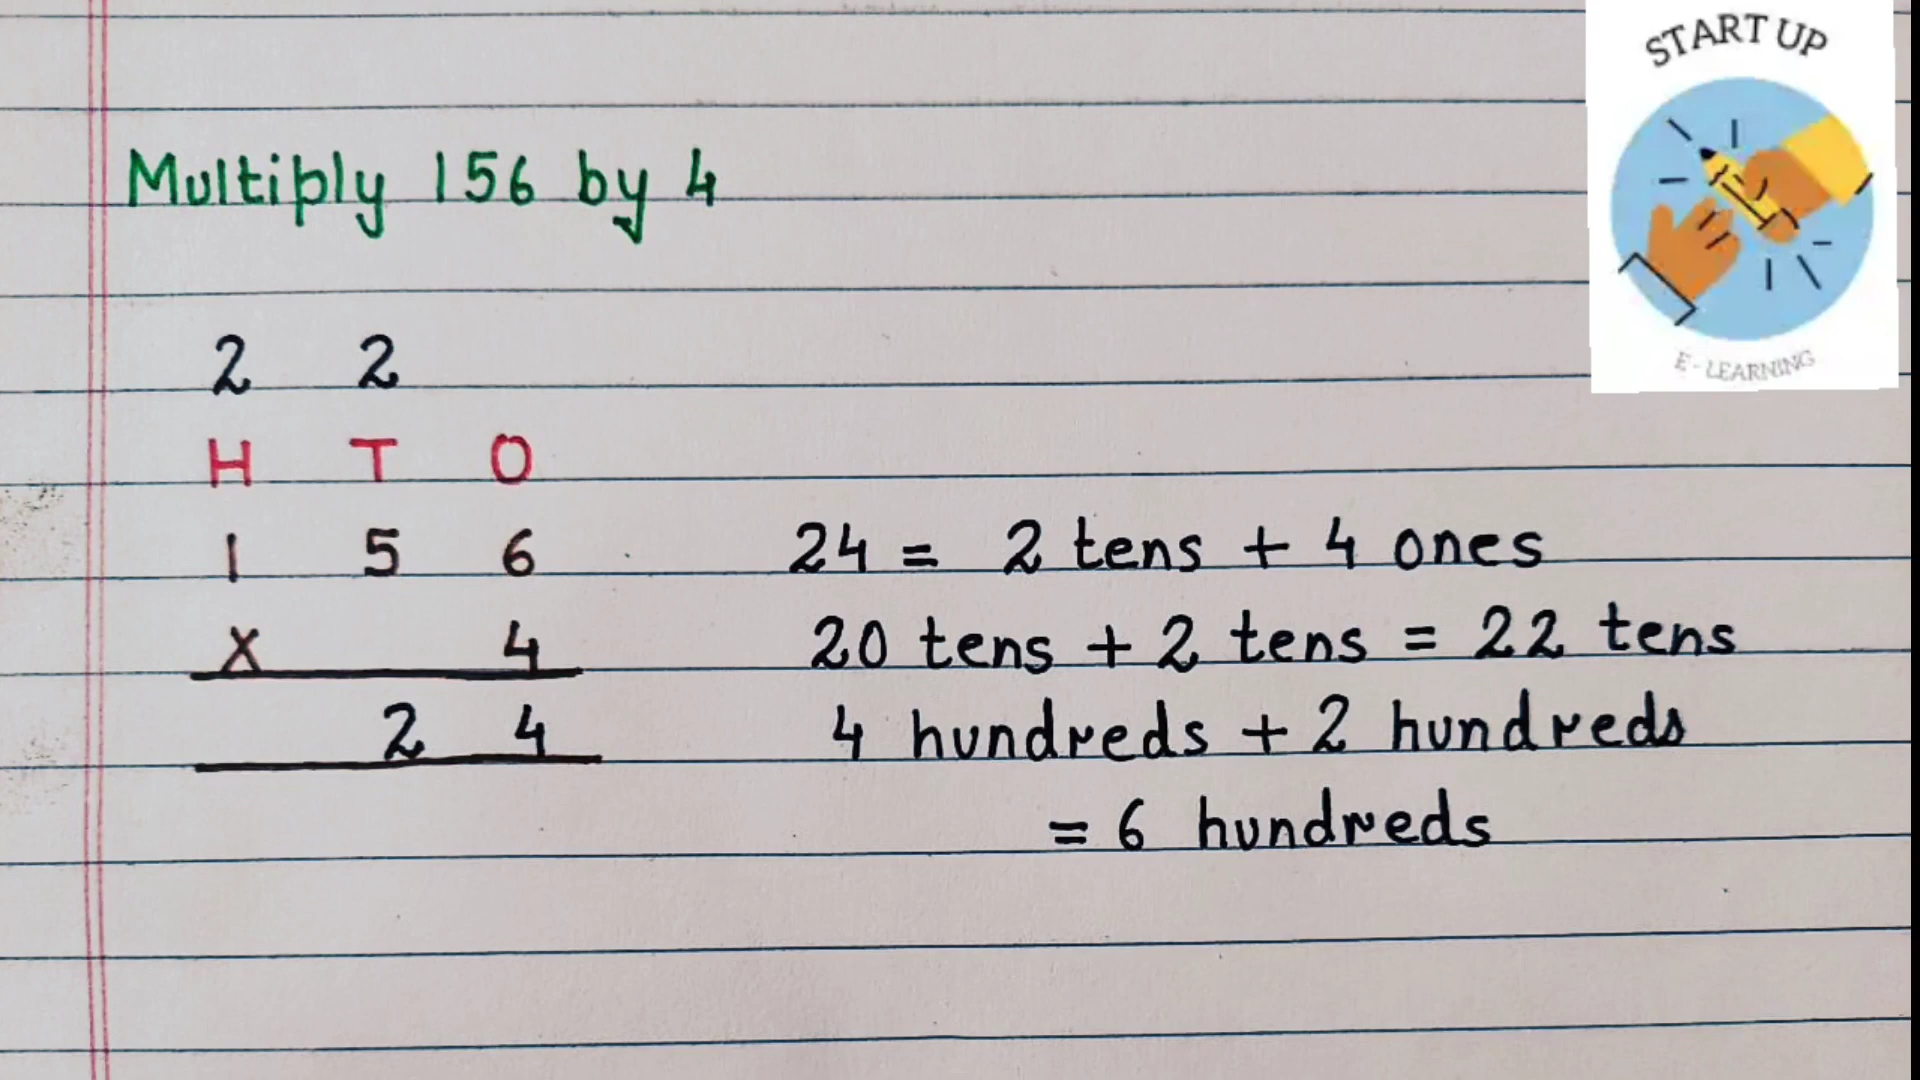 START UP
E-LEARNING
Multiply 156 by 4
2 2
H T O
1 5 6
X 4
2 4
24 = 2 tens + 4 ones
20 tens + 2 tens = 22 tens
4 hundreds + 2 hundreds
= 6 hundreds